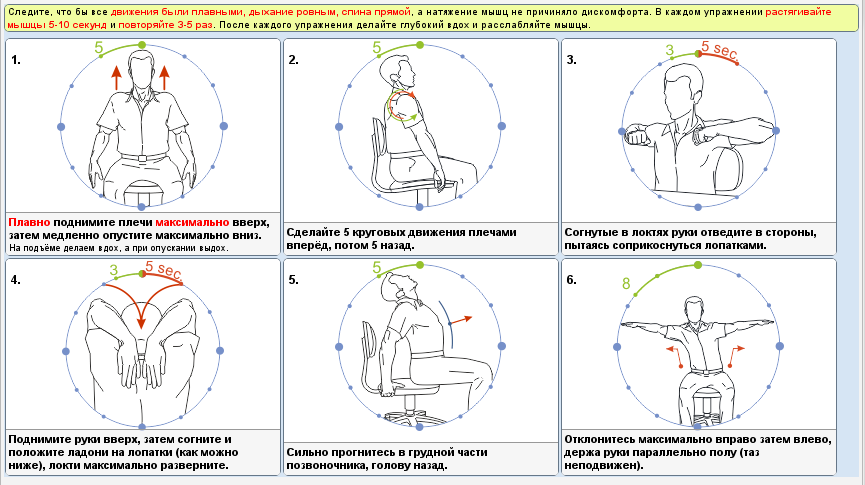 Следите, что бы все движения были плавными, дыхание ровным, спина прямой, а натяжение мышц не причиняло дискомфорта. В каждом упражнении растягивайте
мышцы 5-10 секунд и повторяйте 3-5 раз. После каждого упражнения делайте глубокий вдох и расслабляйте мышцы.
1.
5
Плавно поднимите плечи максимально вверх,
затем медленно опустите максимально вниз.
На подъёме делаем вдох, а при опускании выдох.
2.
5
Сделайте 5 круговых движения плечами
вперёд, потом 5 назад.
3.
3
5 sec.
Согнутые в локтях руки отведите в стороны,
пытаясь соприкоснуться лопатками.
4.
3
5 sec.
Поднимите руки вверх, затем согните и
положите ладони на лопатки (как можно
ниже), локти максимально разверните.
5.
5
Сильно прогнитесь в грудной части
позвоночника, голову назад.
6.
8
Отклонитесь максимально вправо затем влево,
держа руки параллельно полу (таз
неподвижен).